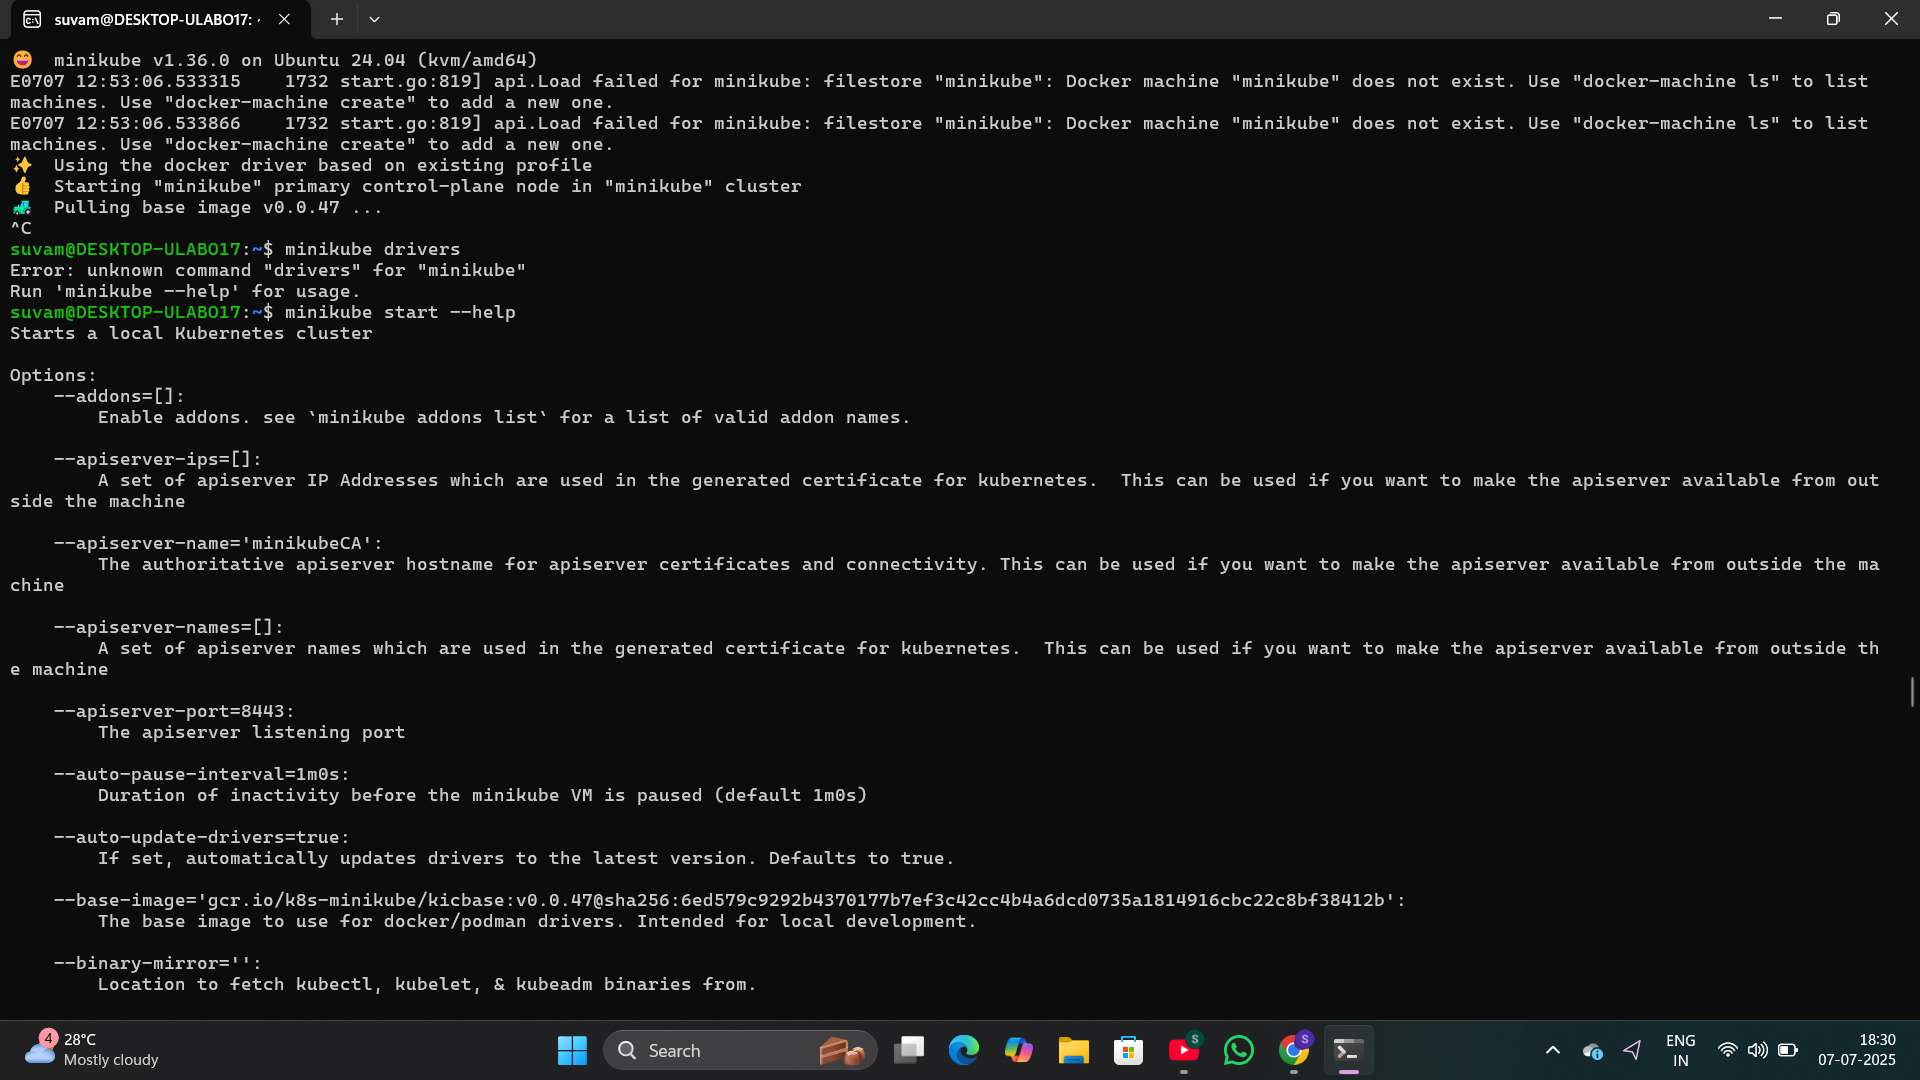 suvam@DESKTOP-ULABO17: ~
minikube v1.36.0 on Ubuntu 24.04 (kvm/amd64)
E0707 12:53:06.533315    1732 start.go:819] api.Load failed for minikube: filestore "minikube": Docker machine "minikube" does not exist. Use "docker-machine ls" to list
machines. Use "docker-machine create" to add a new one.
E0707 12:53:06.533866    1732 start.go:819] api.Load failed for minikube: filestore "minikube": Docker machine "minikube" does not exist. Use "docker-machine ls" to list
machines. Use "docker-machine create" to add a new one.
Using the docker driver based on existing profile
Starting "minikube" primary control-plane node in "minikube" cluster
Pulling base image v0.0.47 ...
^C
suvam@DESKTOP-ULABO17:~$ minikube drivers
Error: unknown command "drivers" for "minikube"
Run 'minikube --help' for usage.
suvam@DESKTOP-ULABO17:~$ minikube start --help
Starts a local Kubernetes cluster
Options:
--addons=[]:
Enable addons. see `minikube addons list` for a list of valid addon names.
--apiserver-ips=[]:
A set of apiserver IP Addresses which are used in the generated certificate for kubernetes.  This can be used if you want to make the apiserver available from out
side the machine
--apiserver-name='minikubeCA':
The authoritative apiserver hostname for apiserver certificates and connectivity. This can be used if you want to make the apiserver available from outside the ma
chine
--apiserver-names=[]:
A set of apiserver names which are used in the generated certificate for kubernetes.  This can be used if you want to make the apiserver available from outside th
e machine
--apiserver-port=8443:
The apiserver listening port
--auto-pause-interval=1m0s:
Duration of inactivity before the minikube VM is paused (default 1m0s)
--auto-update-drivers=true:
If set, automatically updates drivers to the latest version. Defaults to true.
--base-image='gcr.io/k8s-minikube/kicbase:v0.0.47@sha256:6ed579c9292b4370177b7ef3c42cc4b4a6dcd0735a1814916cbc22c8bf38412b':
The base image to use for docker/podman drivers. Intended for local development.
--binary-mirror='':
Location to fetch kubectl, kubelet, & kubeadm binaries from.
4
28°C
Mostly cloudy
Search
S
S
ENG
IN
18:30
07-07-2025